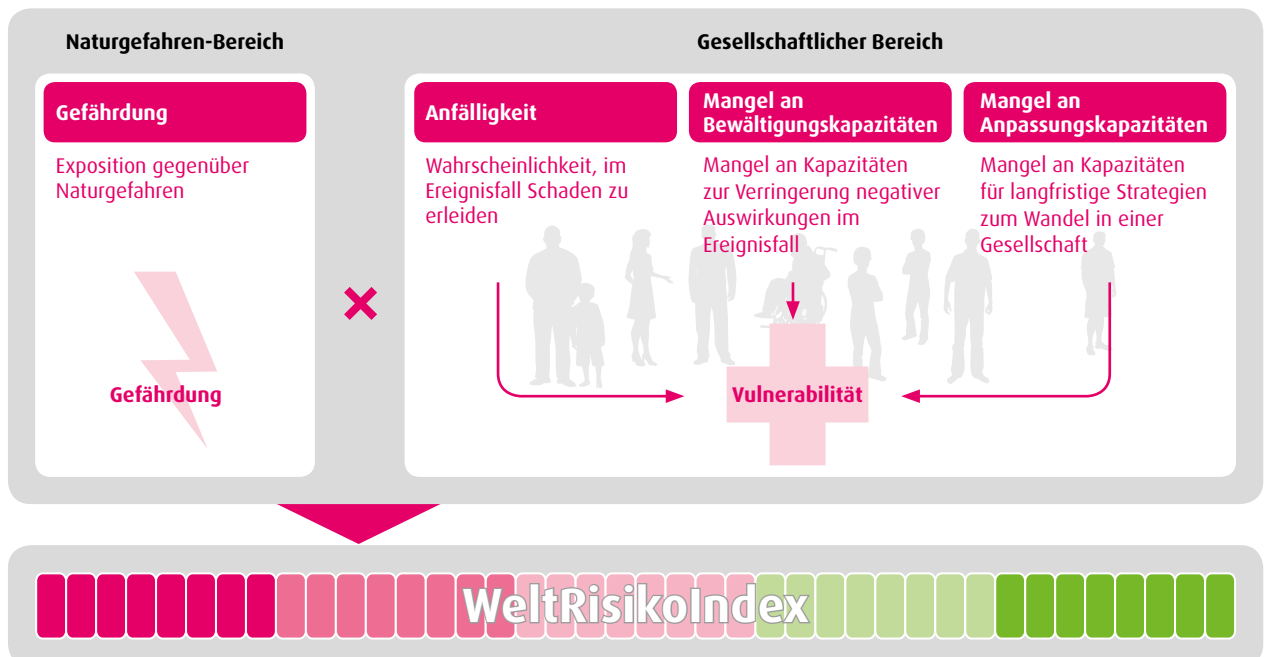 Naturgefahren-Bereich
Gesellschaftlicher Bereich
Gefährdung
Exposition gegenüber
Naturgefahren
Gefährdung
×
Anfälligkeit
Wahrscheinlichkeit, im
Ereignisfall Schaden zu
erleiden
Mangel an
Bewältigungskapazitäten
Mangel an Kapazitäten
zur Verringerung negativer
Auswirkungen im
Ereignisfall
Mangel an
Anpassungskapazitäten
Mangel an Kapazitäten
für langfristige Strategien
zum Wandel in einer
Gesellschaft
Vulnerabilität
WeltRisikoIndex